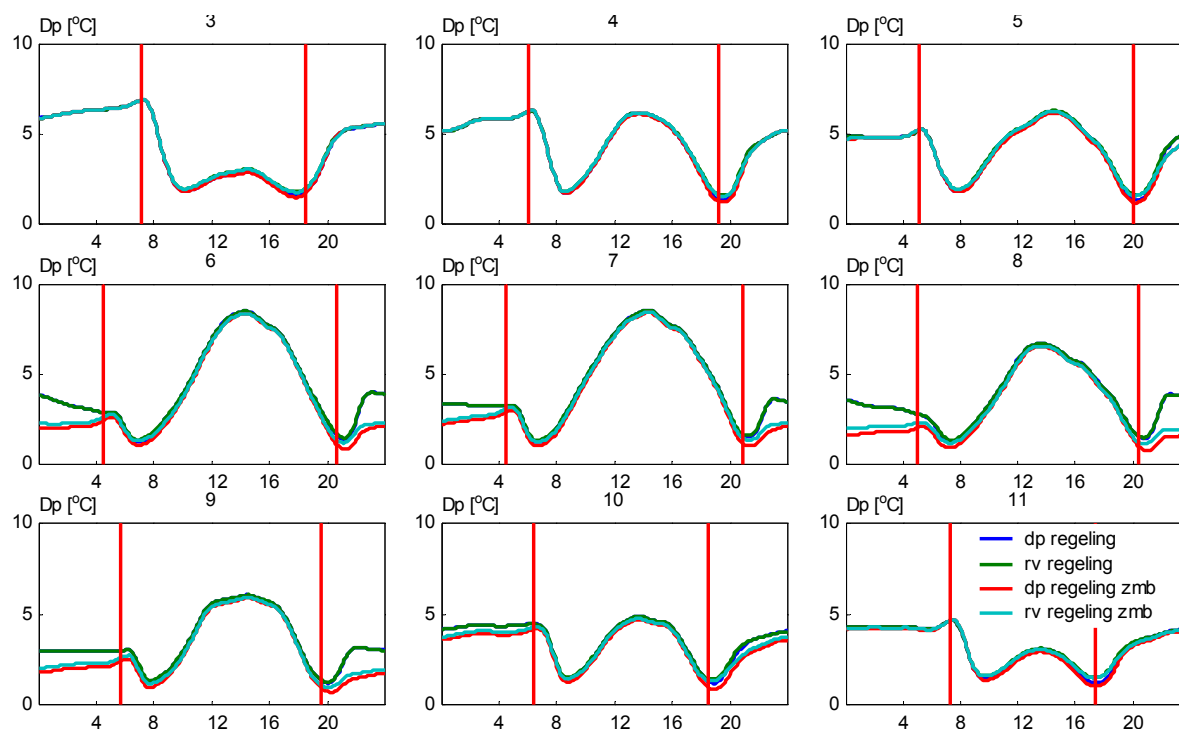 Dp [°C] 3 Dp [°C] 4 Dp [°C] 5
10 10 10
5 5 5
0 0 0
4 8 12 16 20 4 8 12 16 20 4 8 12 16 20
Dp [°C] 6 Dp [°C] 7 Dp [°C] 8
10 10 10
5 5 5
0 0 0
4 8 12 16 20 4 8 12 16 20 4 8 12 16 20
Dp [°C] 9 Dp [°C] 10 Dp [°C] 11
10 10 10
dp regeling
rv regeling
5 5 5
dp regeling zmb
rv regeling zmb
0 0 0
4 8 12 16 20 4 8 12 16 20 4 8 12 16 20